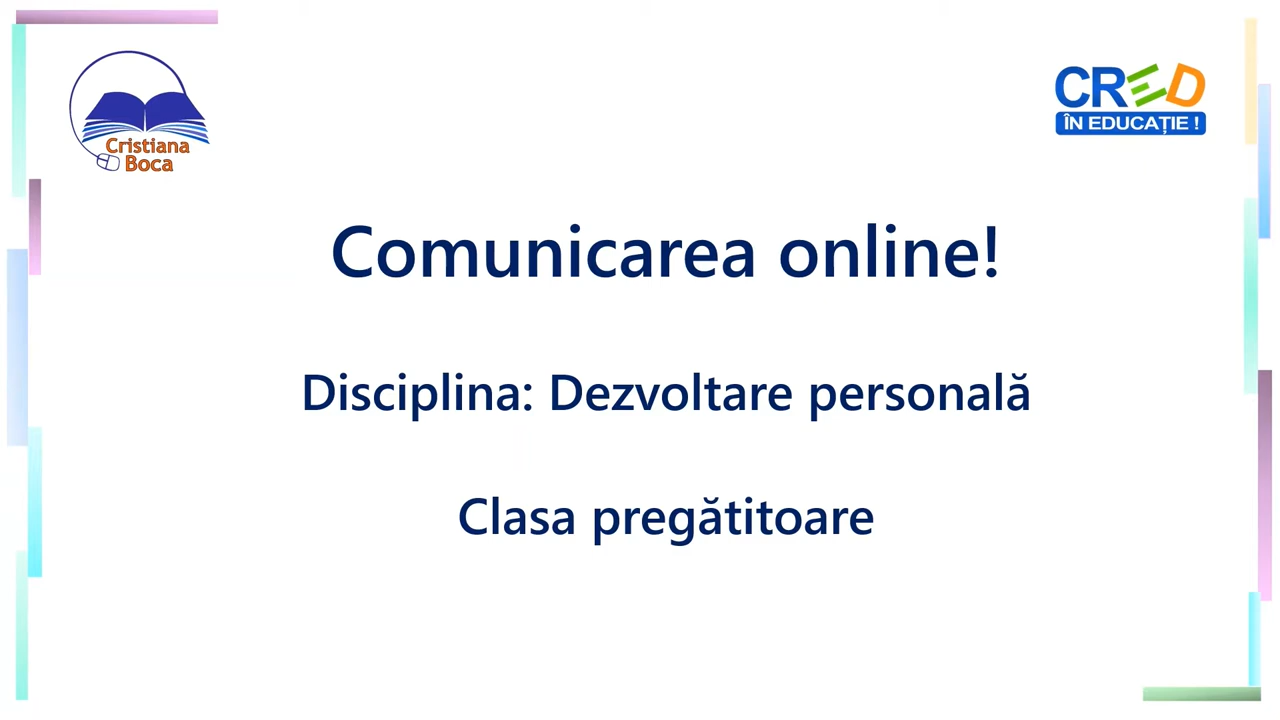 Cristiana
Boca
CRED
ÎN EDUCAȚIE !
Comunicarea online!
Disciplina: Dezvoltare personală
Clasa pregătitoare